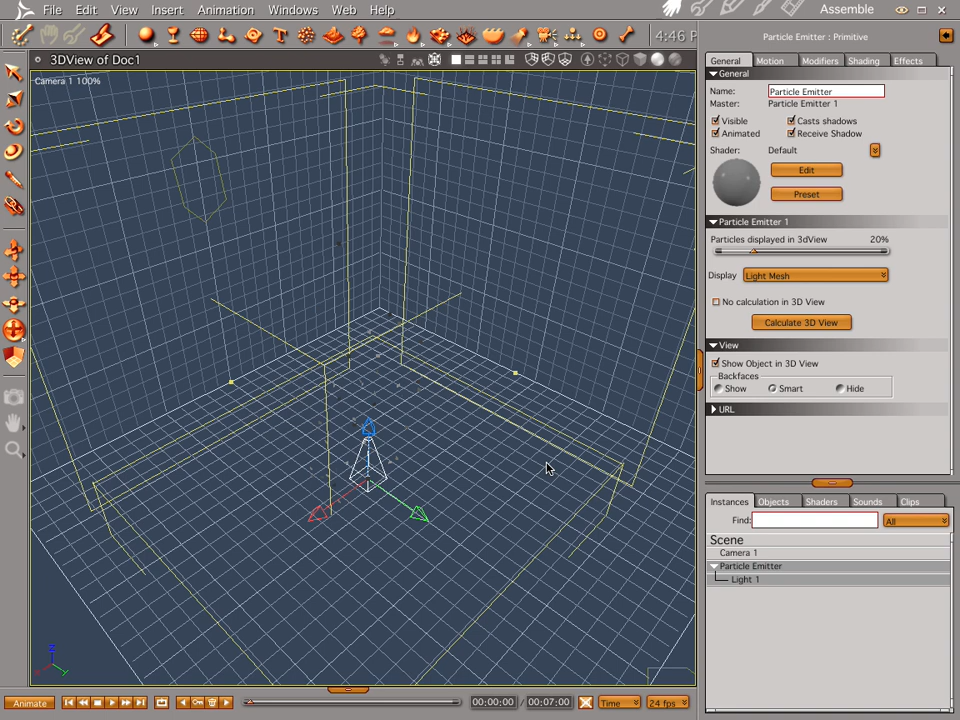 File Edit View Insert Animation Windows Web Help Assemble
4:46 P
Particle Emitter : Primitive
3DView of Doc1
Camera 1 100%
General Motion Modifiers Shading Effects
General
Name: Particle Emitter
Master: Particle Emitter 1
Visible Casts shadows
Animated Receive Shadow
Shader: Default
Edit
Preset
Particle Emitter 1
Particles displayed in 3dView 20%
Display Light Mesh
No calculation in 3D View
Calculate 3D View
View
Show Object in 3D View
Backfaces
Show Smart Hide
URL
Instances Objects Shaders Sounds Clips
Find: All
Scene
Camera 1
Particle Emitter
Light 1
Z
X Y
Animate 00:00:00 / 00:07:00 Time 24 fps